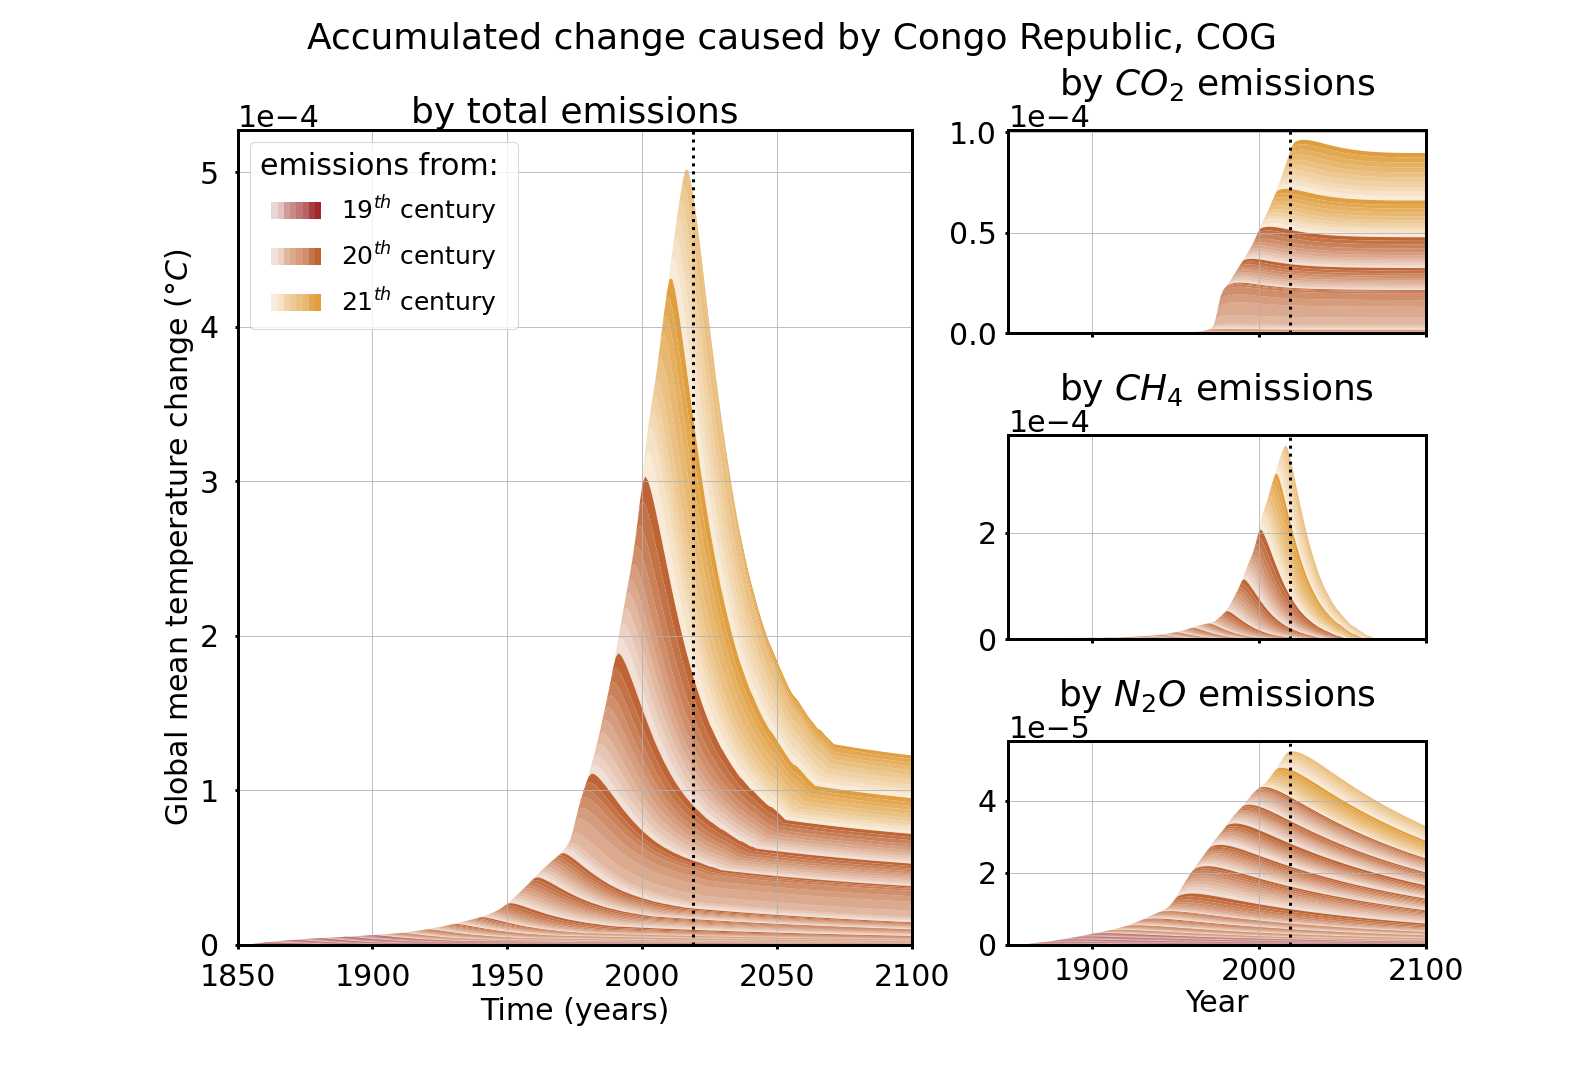 Accumulated change caused by Congo Republic, COG
by total emissions
1e−4
emissions from:
19th century
20th century
21th century
Global mean temperature change (°C)
5
4
3
2
1
0
1850 1900 1950 2000 2050 2100
Time (years)
by CO2 emissions
1e−4
1.0
0.5
0.0
by CH4 emissions
1e−4
2
0
by N2O emissions
1e−5
4
2
0
1900 2000 2100
Year